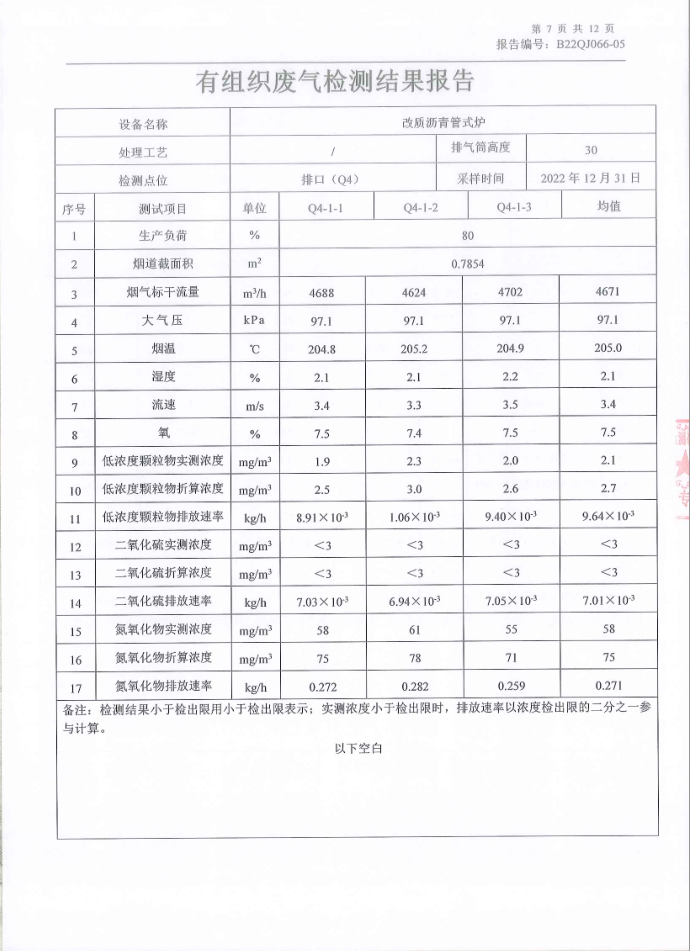 第 7 页 共 12 页
报告编号：B22QJ066-05
有组织废气检测结果报告
设备名称 改质沥青管式炉
处理工艺 / 排气筒高度 30
检测点位 排口（Q4） 采样时间 2022 年 12 月 31 日
序号 测试项目 单位 Q4-1-1 Q4-1-2 Q4-1-3 均值
1 生产负荷 % 80
2 烟道截面积 m² 0.7854
3 烟气标干流量 m³/h 4688 4624 4702 4671
4 大气压 kPa 97.1 97.1 97.1 97.1
5 烟温 ℃ 204.8 205.2 204.9 205.0
6 湿度 % 2.1 2.1 2.2 2.1
7 流速 m/s 3.4 3.3 3.5 3.4
8 氧 % 7.5 7.4 7.5 7.5
9 低浓度颗粒物实测浓度 mg/m³ 1.9 2.3 2.0 2.1
10 低浓度颗粒物折算浓度 mg/m³ 2.5 3.0 2.6 2.7
11 低浓度颗粒物排放速率 kg/h 8.91×10⁻³ 1.06×10⁻³ 9.40×10⁻³ 9.64×10⁻³
12 二氧化硫实测浓度 mg/m³ ＜3 ＜3 ＜3 ＜3
13 二氧化硫折算浓度 mg/m³ ＜3 ＜3 ＜3 ＜3
14 二氧化硫排放速率 kg/h 7.03×10⁻³ 6.94×10⁻³ 7.05×10⁻³ 7.01×10⁻³
15 氮氧化物实测浓度 mg/m³ 58 61 55 58
16 氮氧化物折算浓度 mg/m³ 75 78 71 75
17 氮氧化物排放速率 kg/h 0.272 0.282 0.259 0.271
备注：检测结果小于检出限用小于检出限表示；实测浓度小于检出限时，排放速率以浓度检出限的二分之一参
与计算。
以下空白